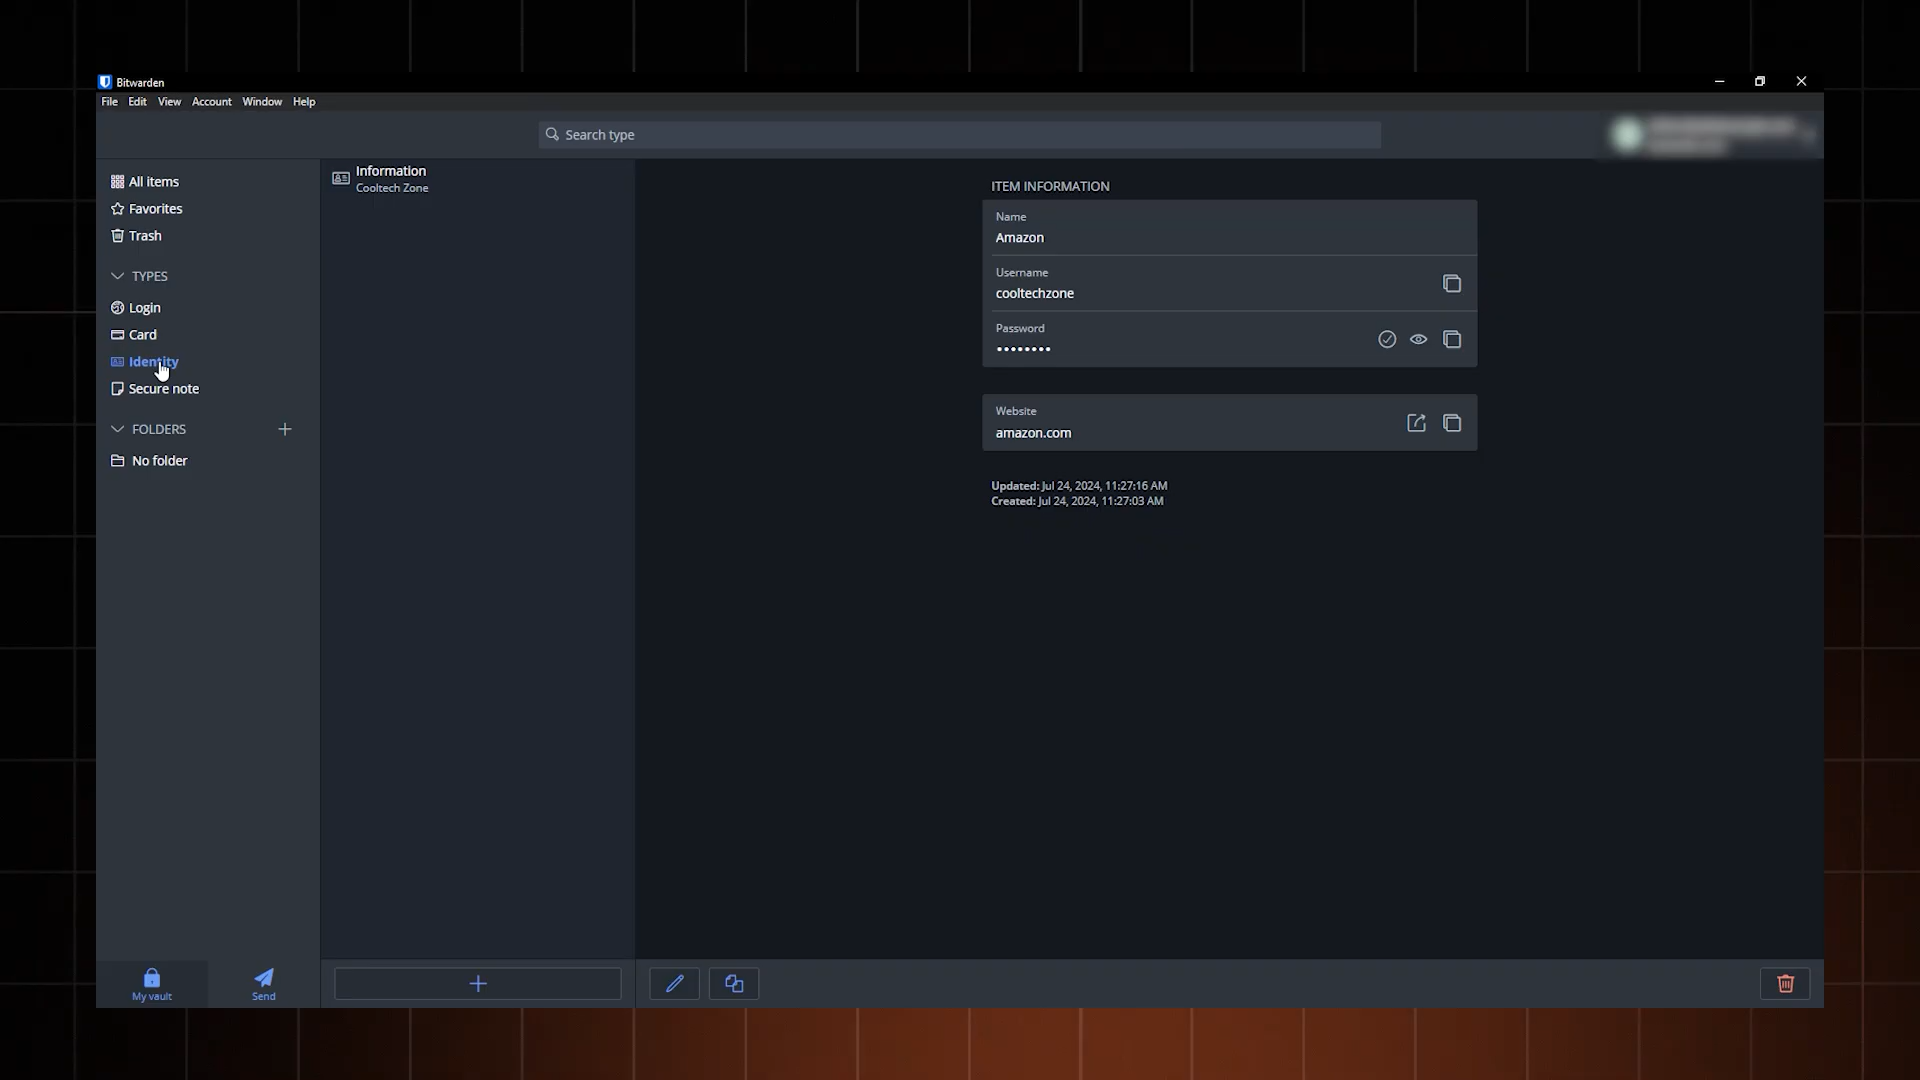 Bitwarden
File Edit View Account Window Help
Search type
All items
Favorites
Trash
TYPES
Login
Card
Identity
Secure note
FOLDERS
No folder
My vault
Send
Information
Cooltech Zone
ITEM INFORMATION
Name
Amazon
Username
cooltechzone
Password
••••••••
Website
amazon.com
Updated: Jul 24, 2024, 11:27:16 AM
Created: Jul 24, 2024, 11:27:03 AM